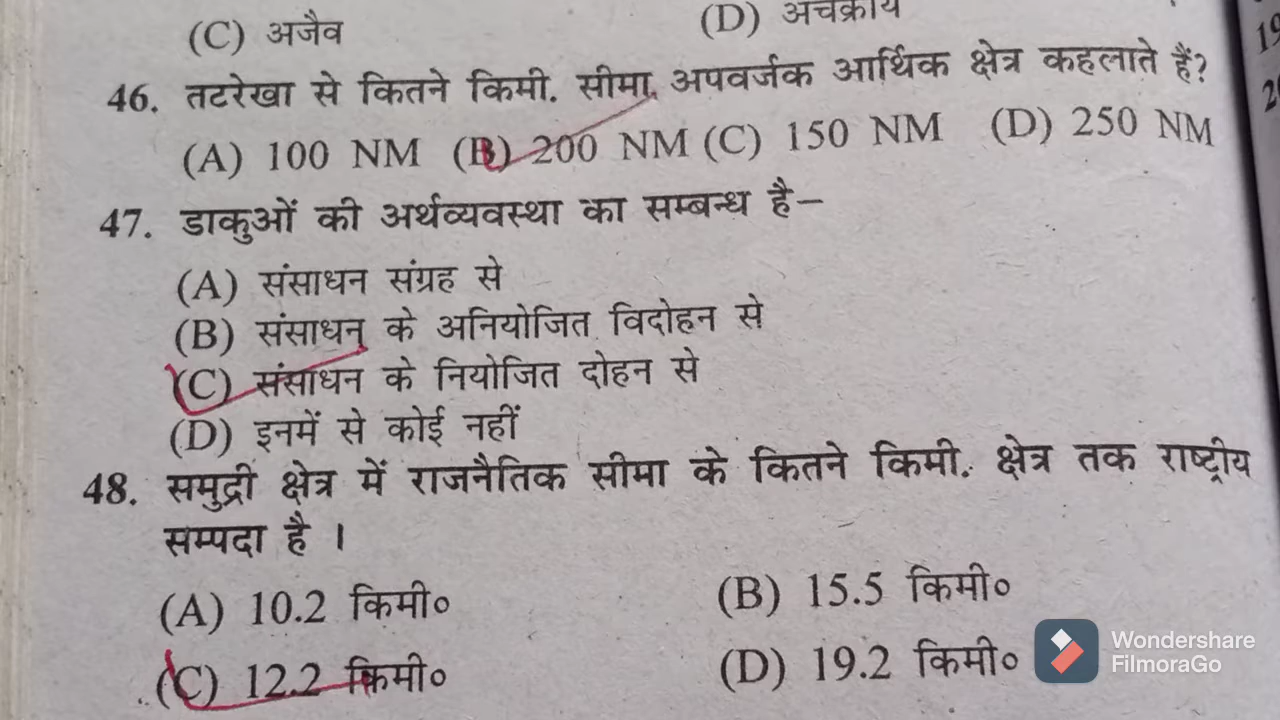 (C) अजैव (D) अचक्रीय
46. तटरेखा से कितने किमी. सीमा अपवर्जक आर्थिक क्षेत्र कहलाते हैं?
(A) 100 NM (B) 200 NM (C) 150 NM (D) 250 NM
47. डाकुओं की अर्थव्यवस्था का सम्बन्ध है–
(A) संसाधन संग्रह से
(B) संसाधन के अनियोजित विदोहन से
(C) संसाधन के नियोजित दोहन से
(D) इनमें से कोई नहीं
48. समुद्री क्षेत्र में राजनैतिक सीमा के कितने किमी. क्षेत्र तक राष्ट्रीय
सम्पदा है ।
(A) 10.2 किमी० (B) 15.5 किमी०
(C) 12.2 किमी० (D) 19.2 किमी०
Wondershare
FilmoraGo